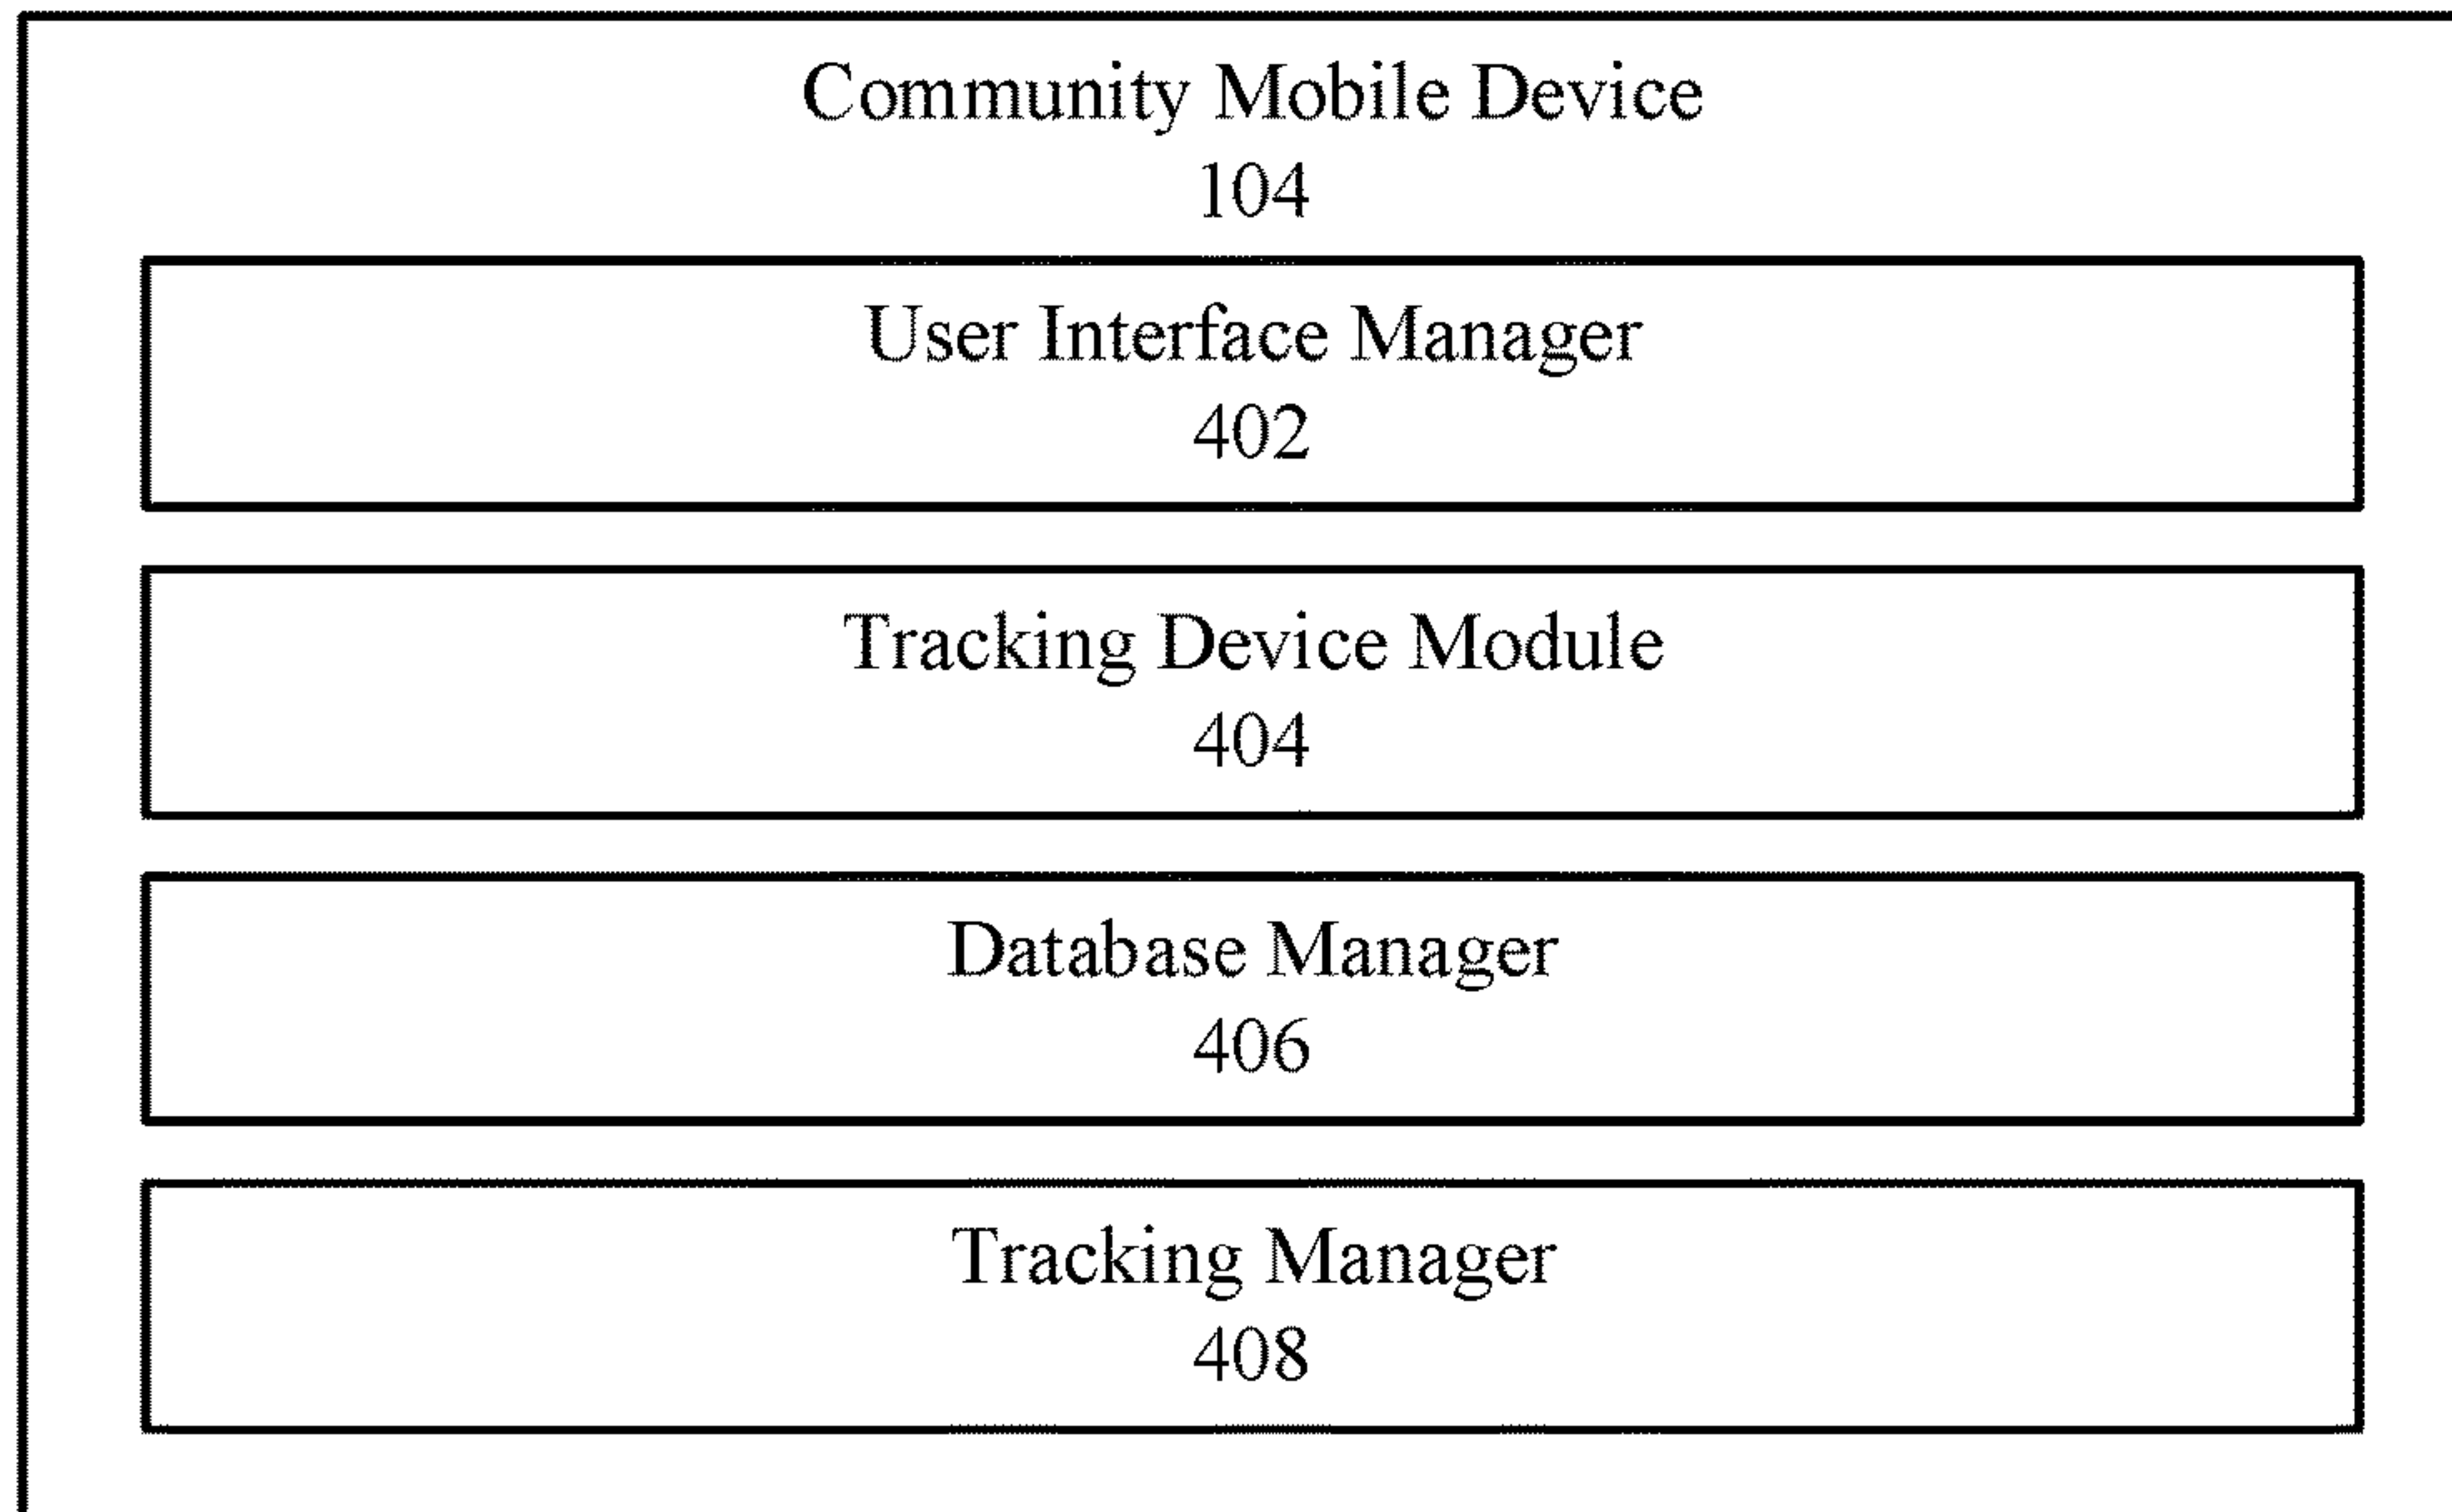 Community Mobile Device
104
User Interface Manager
402
Tracking Device Module
404
Database Manager
406
Tracking Manager
408